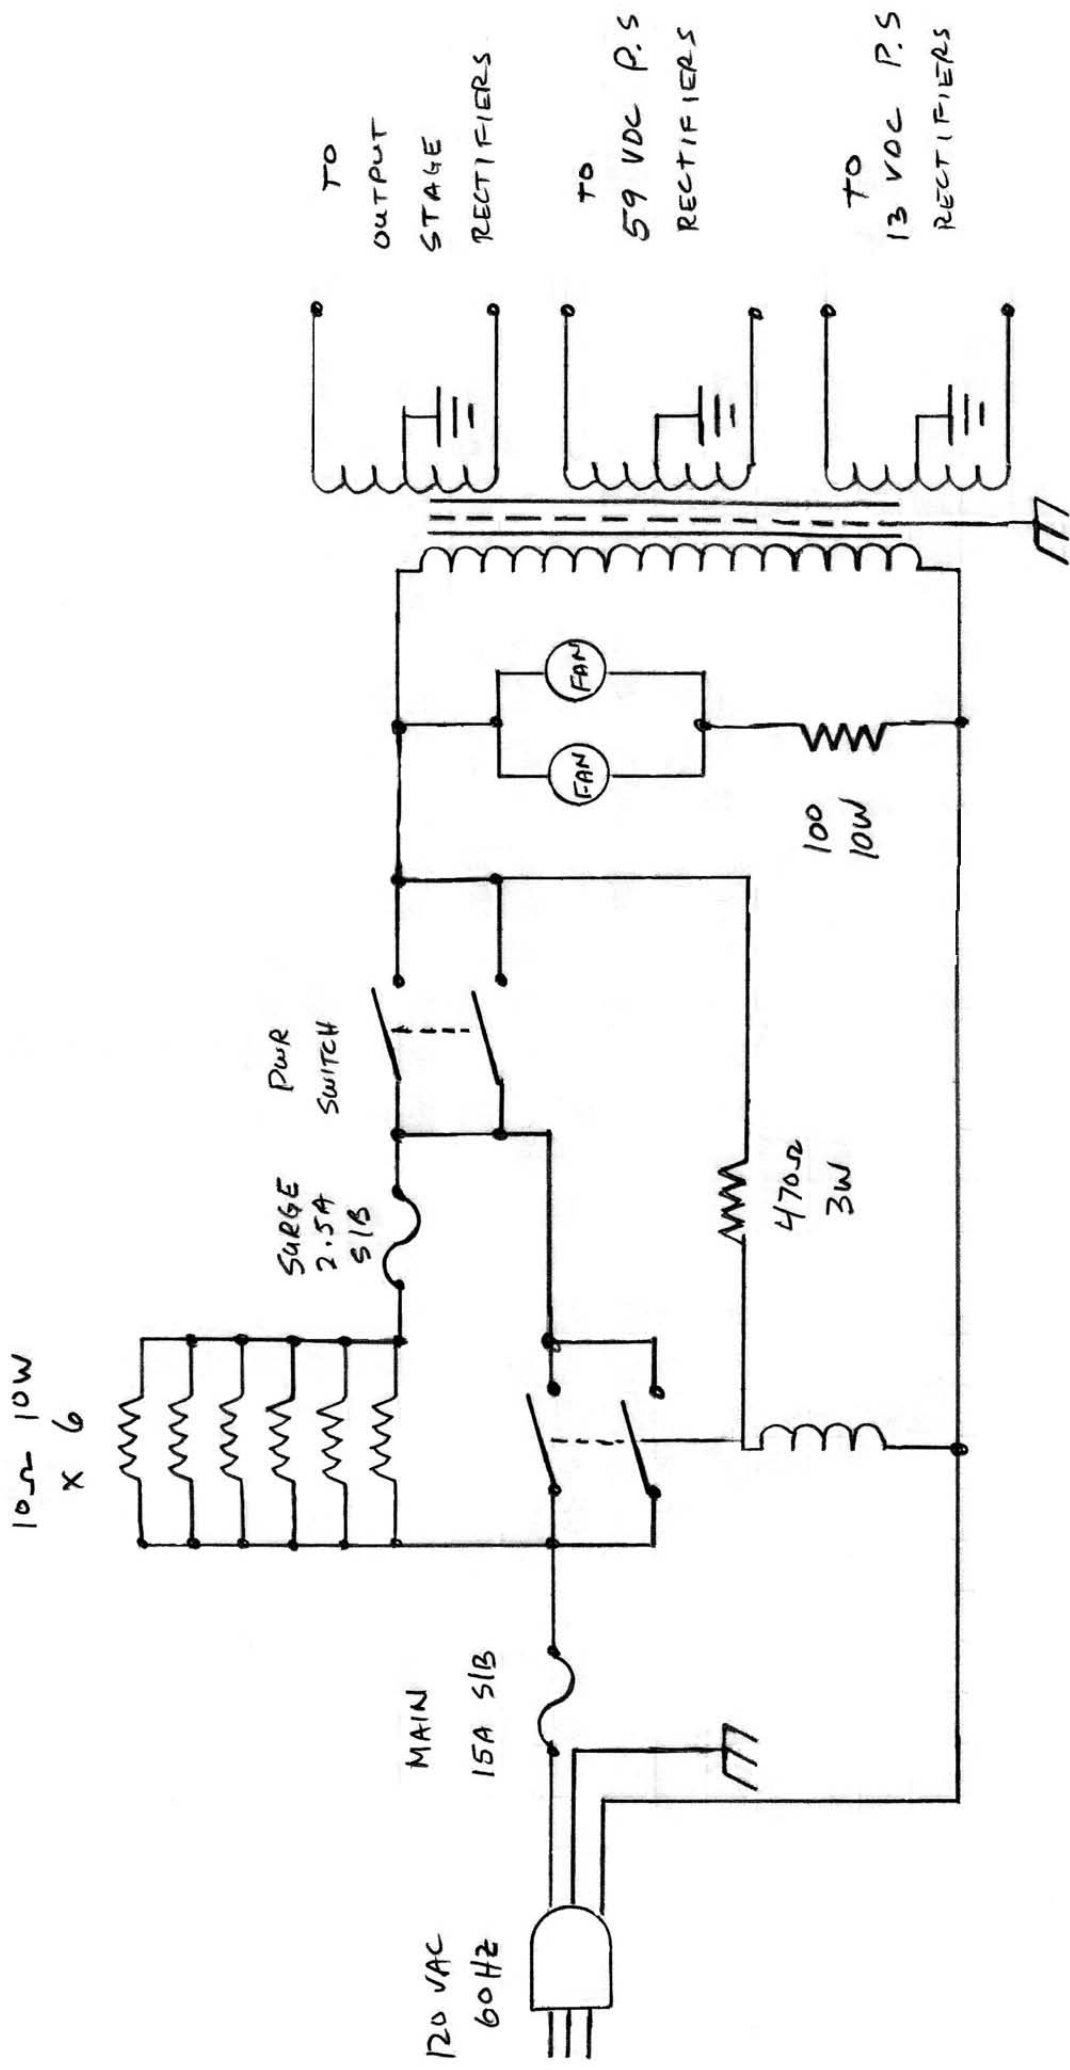 120 VAC
60HZ
MAIN
15A S/B
10Ω 10W
x 6
SURGE
2.5A
S/B
PWR
SWITCH
470Ω
3W
FAN
FAN
100
10W
TO
OUTPUT
STAGE
RECTIFIERS
TO
59 VDC P.S
RECTIFIERS
TO
13 VDC P.S
RECTIFIERS